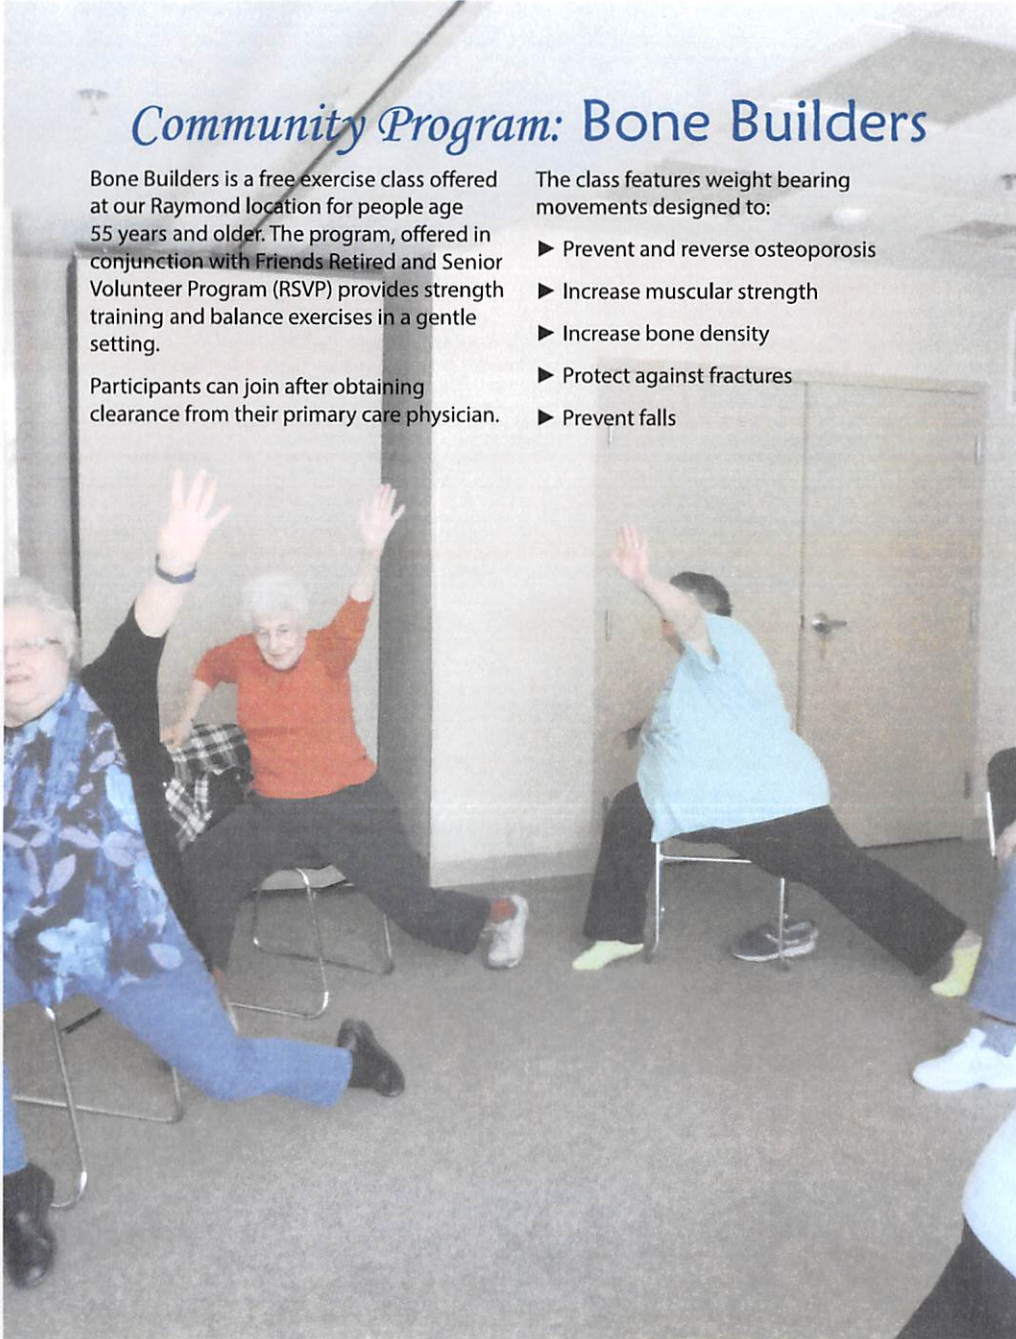 Community Program: Bone Builders
Bone Builders is a free exercise class offered
at our Raymond location for people age
55 years and older. The program, offered in
conjunction with Friends Retired and Senior
Volunteer Program (RSVP) provides strength
training and balance exercises in a gentle
setting.
Participants can join after obtaining
clearance from their primary care physician.
The class features weight bearing
movements designed to:
► Prevent and reverse osteoporosis
► Increase muscular strength
► Increase bone density
► Protect against fractures
► Prevent falls